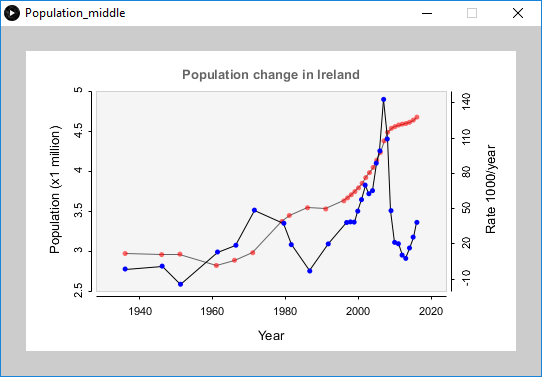 Population_middle
Population change in Ireland
5
4.5
4
3.5
3
2.5
Population (x1 million)
140
110
80
50
20
-10
Rate 1000/year
1940 1960 1980 2000 2020
Year